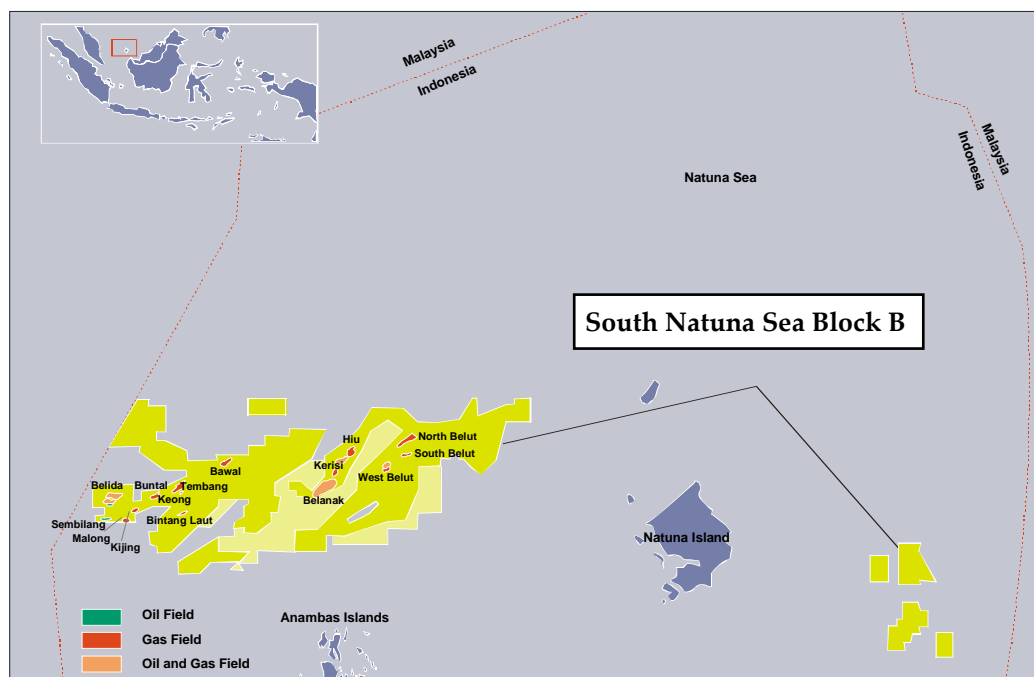 Malaysia
Indonesia
Malaysia
Indonesia
Natuna Sea
South Natuna Sea Block B
North Belut
Hiu
South Belut
Kerisi
West Belut
Bawal
Belida
Buntal
Tembang
Keong
Belanak
Sembilang
Bintang Laut
Malong
Kijing
Natuna Island
Anambas Islands
Oil Field
Gas Field
Oil and Gas Field